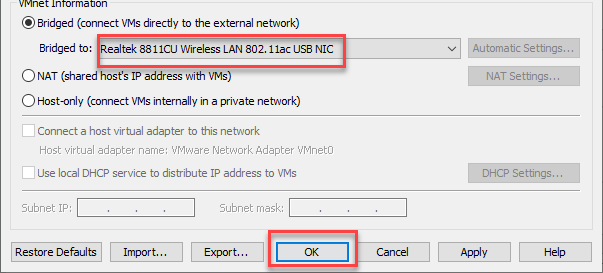 VMnet Information
Bridged (connect VMs directly to the external network)
Bridged to: Realtek 8811CU Wireless LAN 802.11ac USB NIC Automatic Settings...
NAT (shared host's IP address with VMs) NAT Settings...
Host-only (connect VMs internally in a private network)
Connect a host virtual adapter to this network
Host virtual adapter name: VMware Network Adapter VMnet0
Use local DHCP service to distribute IP address to VMs DHCP Settings...
Subnet IP: . . . Subnet mask: . . .
Restore Defaults Import... Export... OK Cancel Apply Help